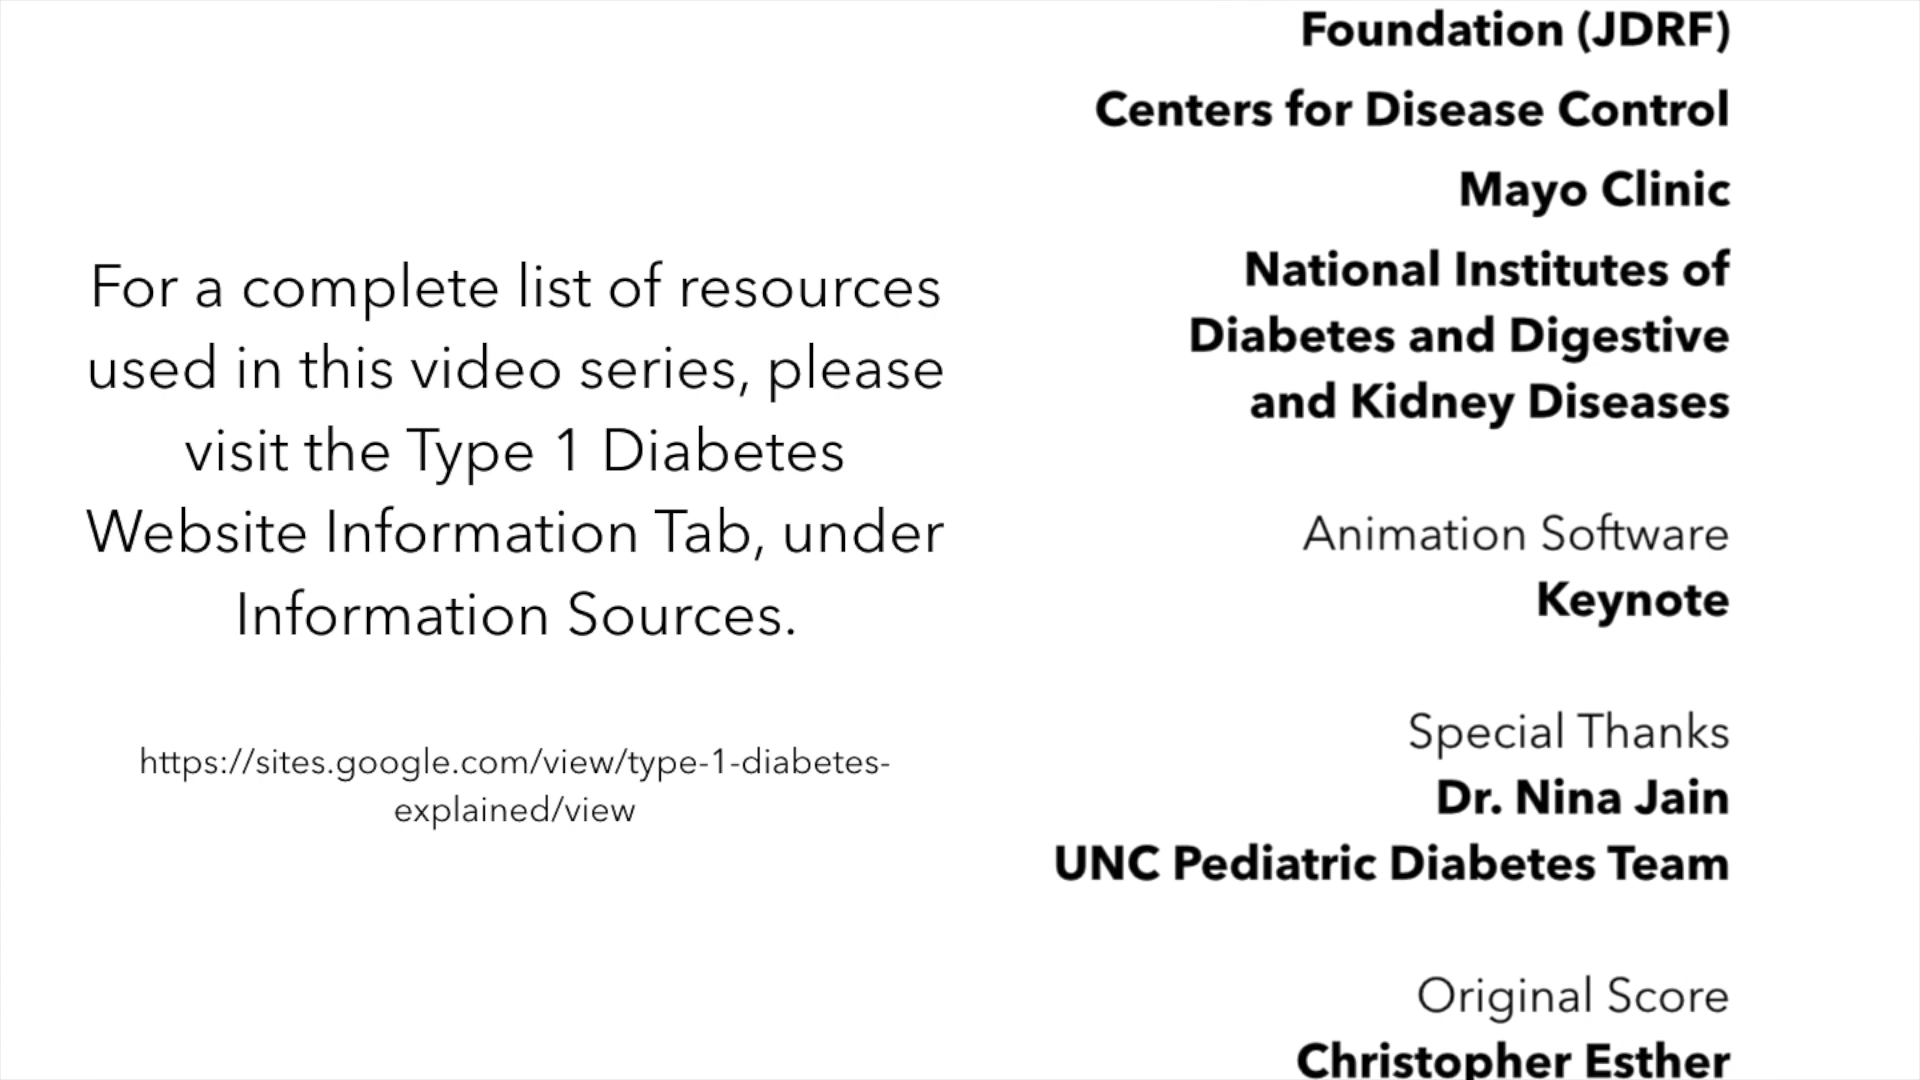 For a complete list of resources
used in this video series, please
visit the Type 1 Diabetes
Website Information Tab, under
Information Sources.
https://sites.google.com/view/type-1-diabetes-
explained/view
Foundation (JDRF)
Centers for Disease Control
Mayo Clinic
National Institutes of
Diabetes and Digestive
and Kidney Diseases
Animation Software
Keynote
Special Thanks
Dr. Nina Jain
UNC Pediatric Diabetes Team
Original Score
Christopher Esther